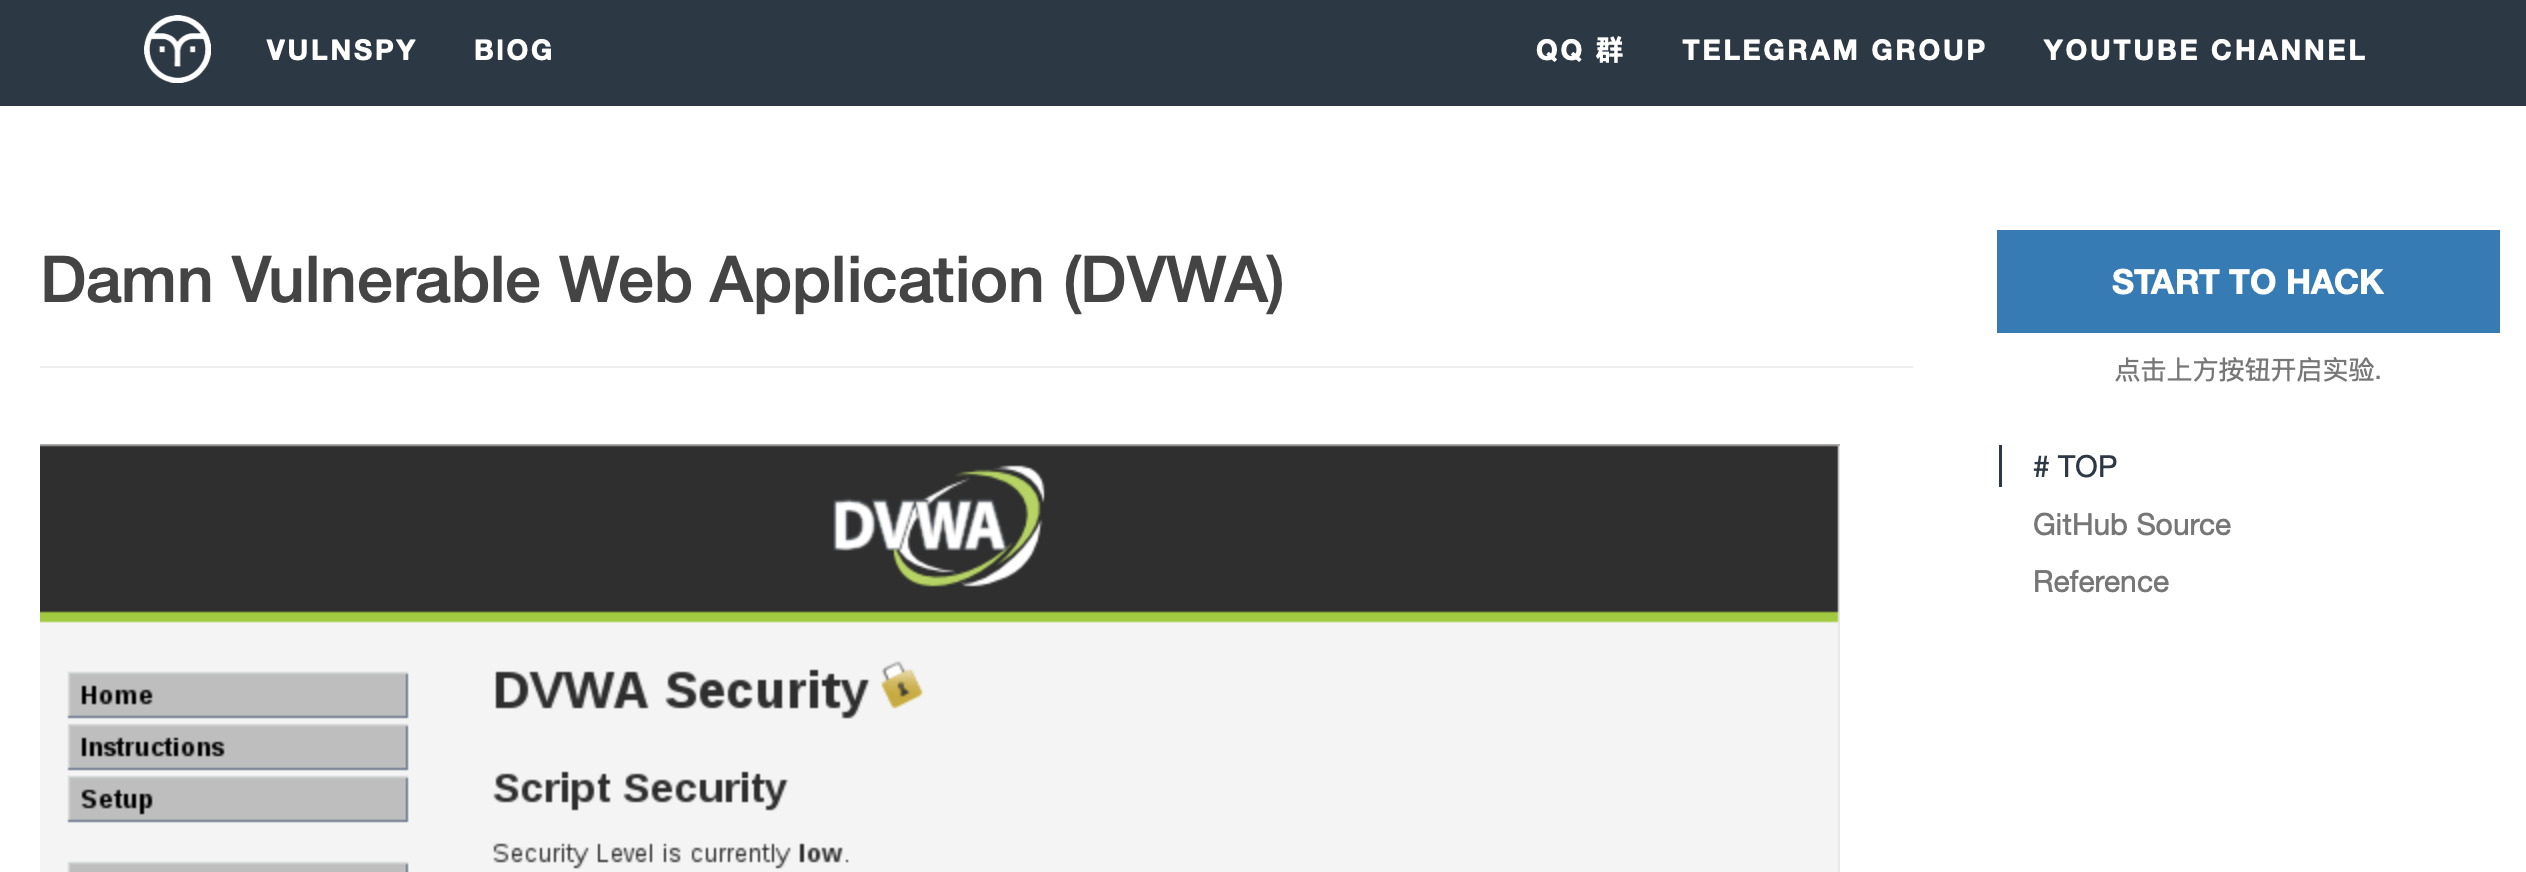 VULNSPY BIOG QQ 群 TELEGRAM GROUP YOUTUBE CHANNEL
Damn Vulnerable Web Application (DVWA)
START TO HACK
点击上方按钮开启实验.
# TOP
GitHub Source
Reference
DVWA
Home
Instructions
Setup
DVWA Security
Script Security
Security Level is currently low.